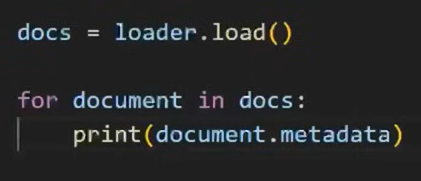 docs = loader.load()
for document in docs:
    print(document.metadata)